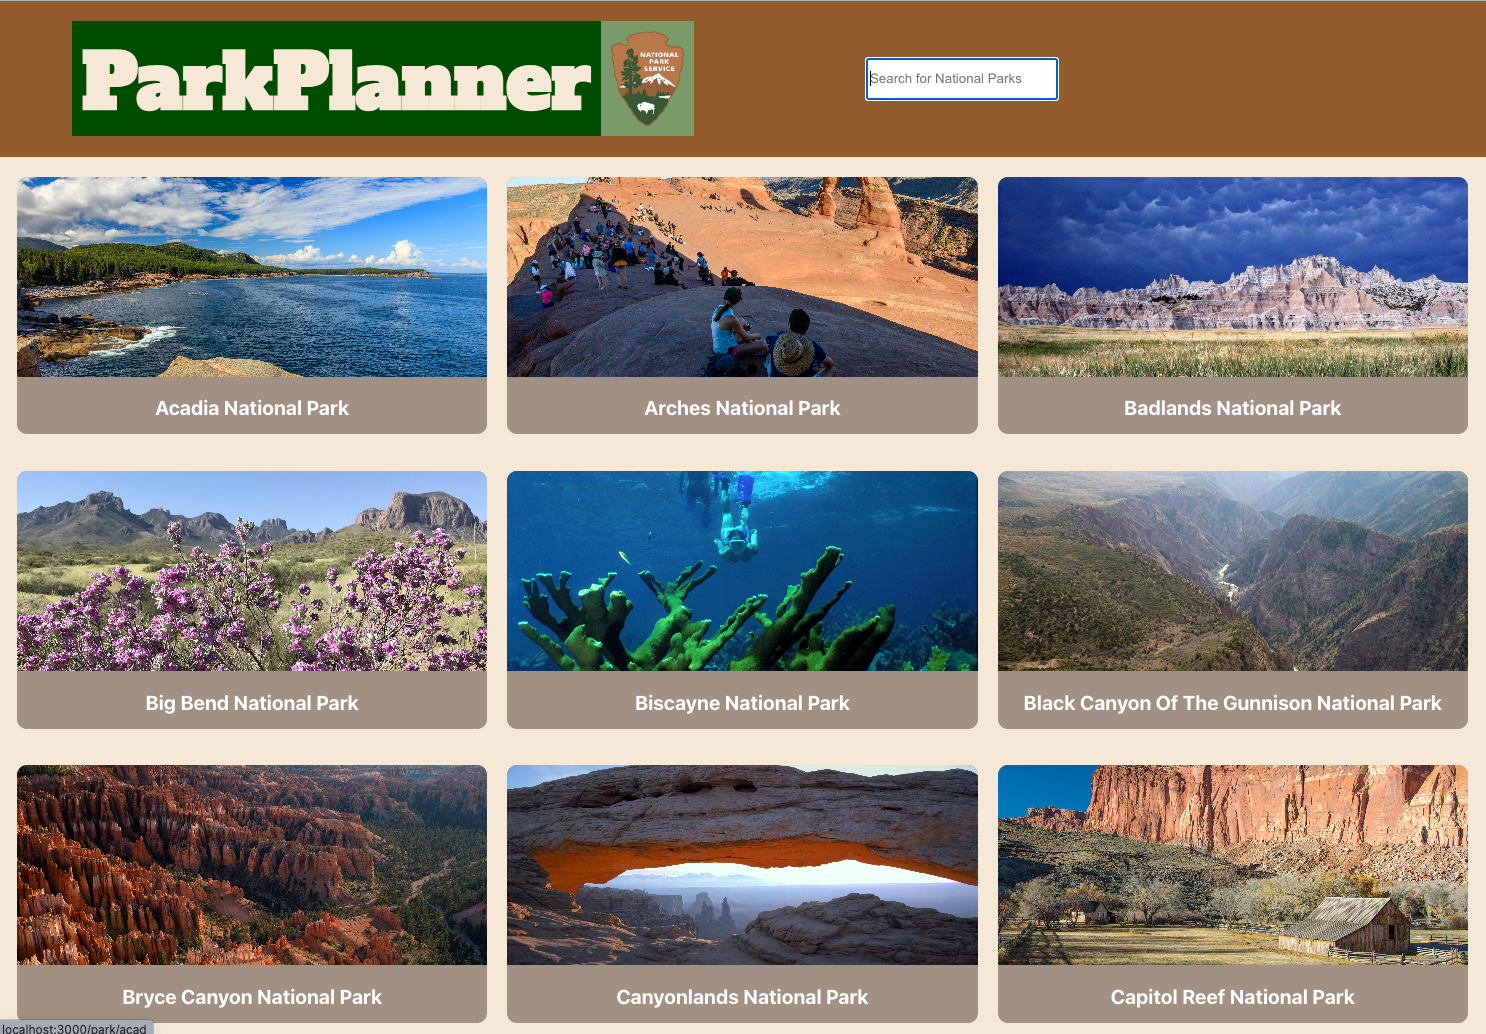 ParkPlanner
NATIONAL
PARK
SERVICE
Search for National Parks
Acadia National Park
Arches National Park
Badlands National Park
Big Bend National Park
Biscayne National Park
Black Canyon Of The Gunnison National Park
Bryce Canyon National Park
Canyonlands National Park
Capitol Reef National Park
localhost:3000/park/acad